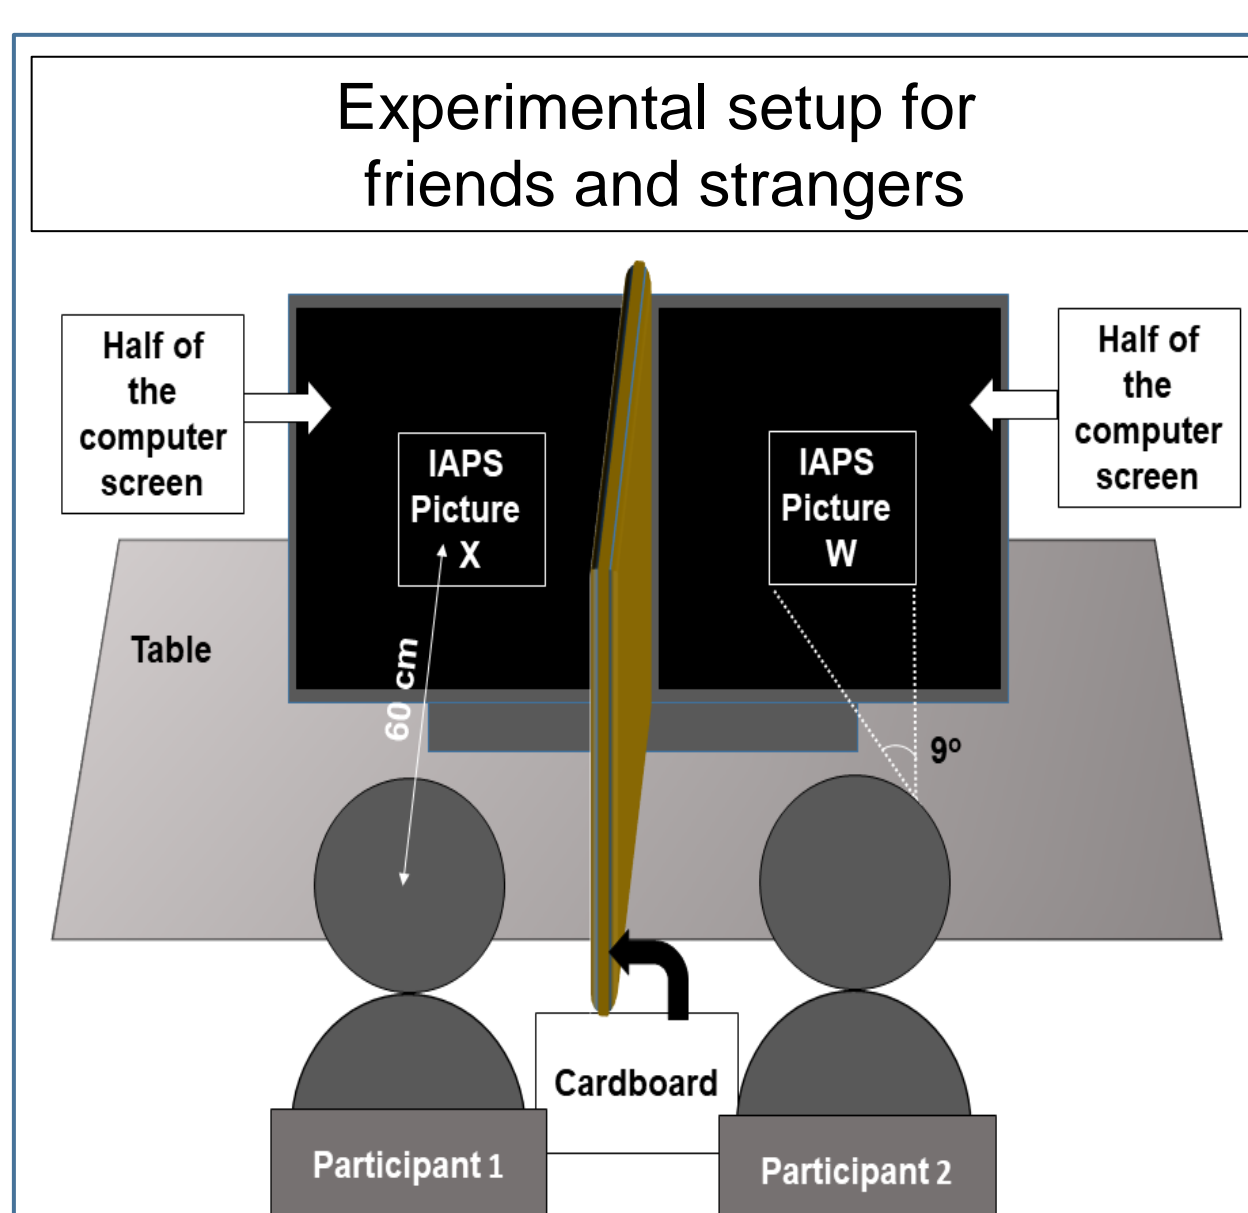 Experimental setup for
friends and strangers
Half of
the
computer
screen
Half of
the
computer
screen
IAPS
Picture
X
IAPS
Picture
W
Table
60 cm
9º
Cardboard
Participant 1
Participant 2